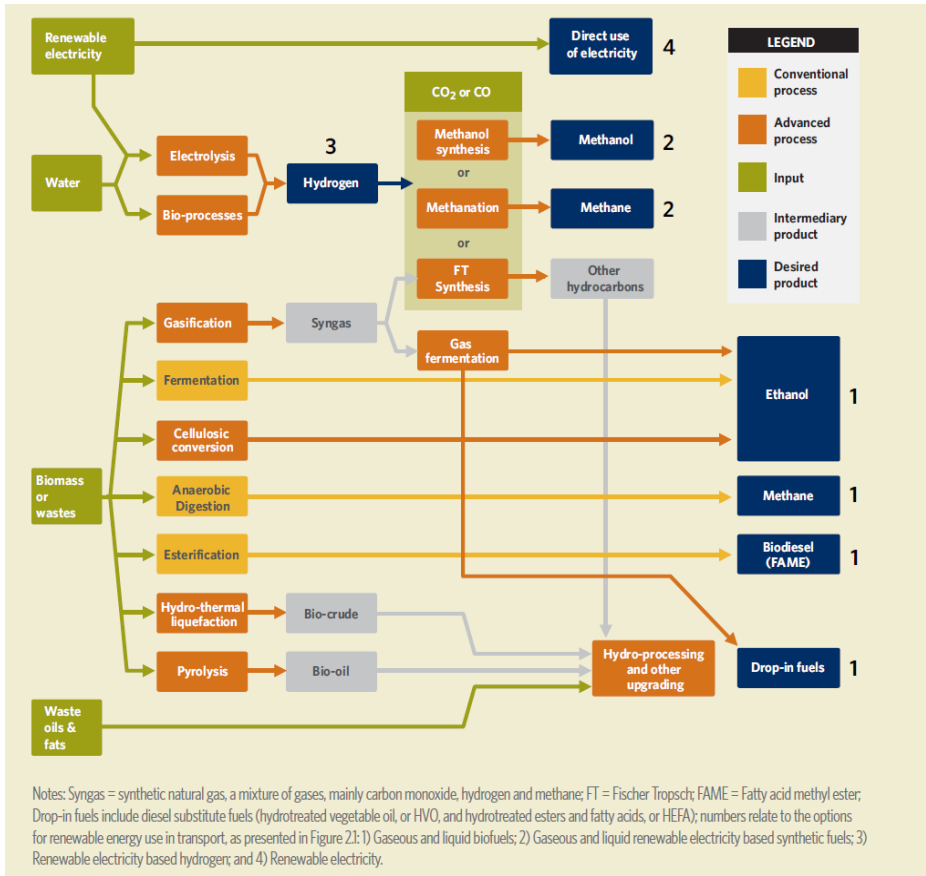 Renewable
electricity
Direct use
of electricity
4
LEGEND
Conventional
process
Advanced
process
Input
Intermediary
product
Desired
product
CO₂ or CO
Methanol
synthesis
Methanol
2
or
3
Electrolysis
Water
Hydrogen
Bio-processes
Methanation
Methane
2
or
FT
Synthesis
Other
hydrocarbons
Gasification
Syngas
Gas
fermentation
Fermentation
Ethanol
1
Cellulosic
conversion
Biomass
or
wastes
Anaerobic
Digestion
Methane
1
Esterification
Biodiesel
(FAME)
1
Hydro-thermal
liquefaction
Bio-crude
Pyrolysis
Bio-oil
Hydro-processing
and other
upgrading
Drop-in fuels
1
Waste
oils &
fats
Notes: Syngas = synthetic natural gas, a mixture of gases, mainly carbon monoxide, hydrogen and methane; FT = Fischer Tropsch; FAME = Fatty acid methyl ester;
Drop-in fuels include diesel substitute fuels (hydrotreated vegetable oil, or HVO, and hydrotreated esters and fatty acids, or HEFA); numbers relate to the options
for renewable energy use in transport, as presented in Figure 2.1: 1) Gaseous and liquid biofuels; 2) Gaseous and liquid renewable electricity based synthetic fuels; 3)
Renewable electricity based hydrogen; and 4) Renewable electricity.